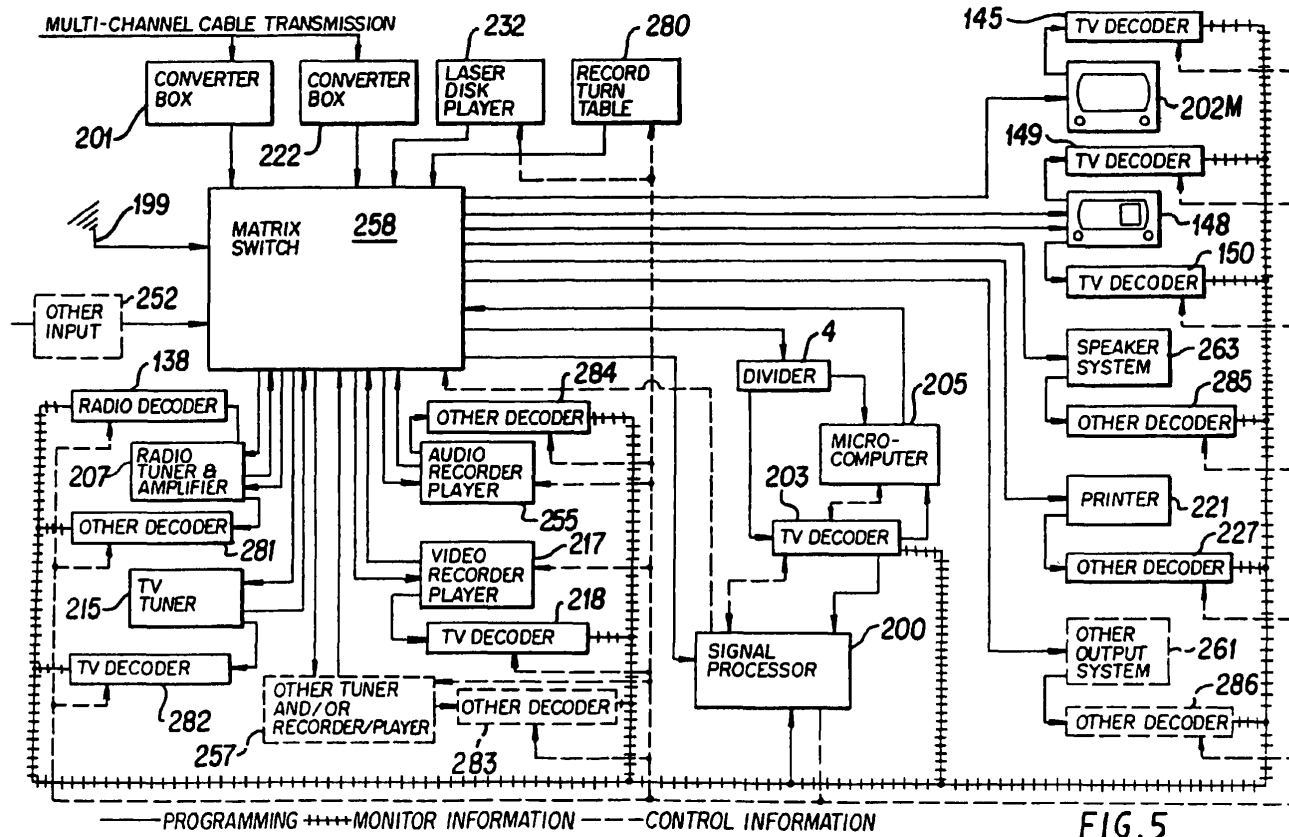 MULTI-CHANNEL CABLE TRANSMISSION
CONVERTER
BOX
201
CONVERTER
BOX
222
232
LASER
DISK
PLAYER
280
RECORD
TURN
TABLE
145
TV DECODER
202M
149
TV DECODER
148
150
TV DECODER
199
MATRIX
SWITCH
258
252
OTHER
INPUT
138
RADIO DECODER
207
RADIO
TUNER &
AMPLIFIER
OTHER DECODER
281
215
TV
TUNER
TV DECODER
282
284
OTHER DECODER
AUDIO
RECORDER
PLAYER
255
217
VIDEO
RECORDER
PLAYER
218
TV DECODER
OTHER TUNER
AND/OR
RECORDER/PLAYER
257
OTHER DECODER
283
4
DIVIDER
205
MICRO-
COMPUTER
203
TV DECODER
200
SIGNAL
PROCESSOR
SPEAKER
SYSTEM
263
285
OTHER DECODER
PRINTER
221
227
OTHER DECODER
OTHER
OUTPUT
SYSTEM
261
286
OTHER DECODER
PROGRAMMING
MONITOR INFORMATION
CONTROL INFORMATION
FIG.5